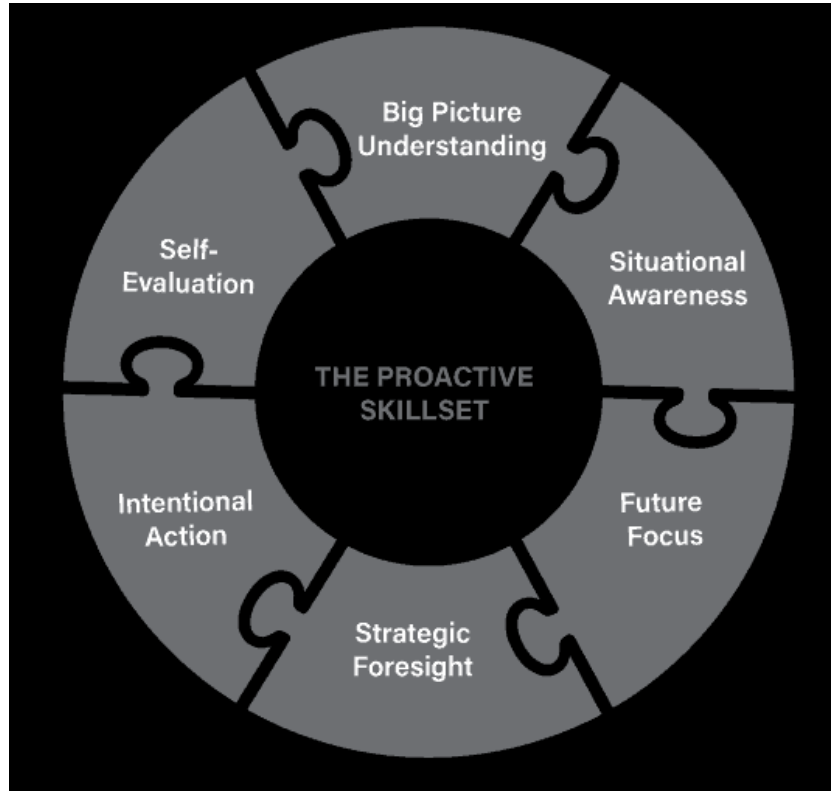 Big Picture
Understanding
Situational
Awareness
Future
Focus
Strategic
Foresight
Intentional
Action
Self-
Evaluation
THE PROACTIVE
SKILLSET